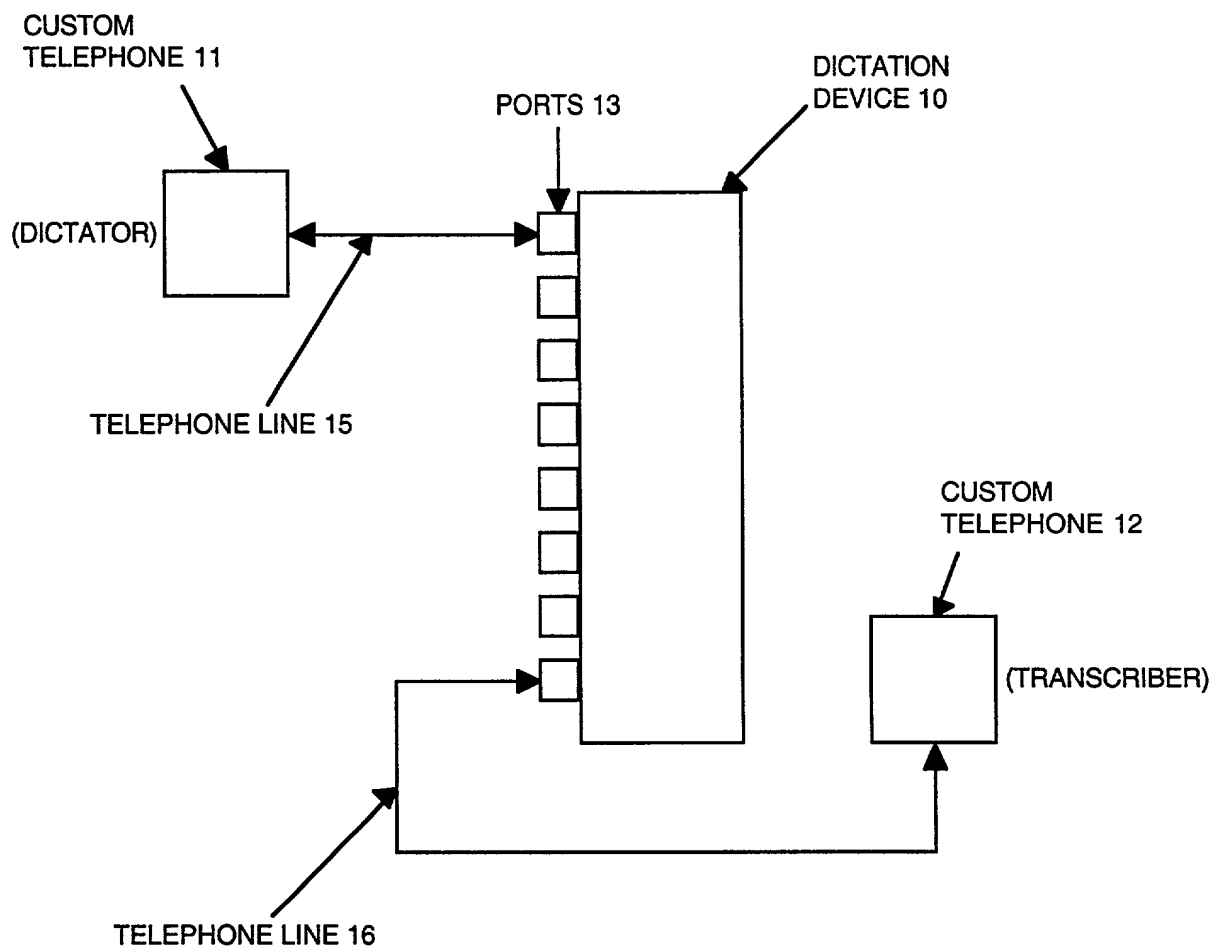 CUSTOM
TELEPHONE 11
DICTATION
DEVICE 10
PORTS 13
(DICTATOR)
TELEPHONE LINE 15
CUSTOM
TELEPHONE 12
(TRANSCRIBER)
TELEPHONE LINE 16